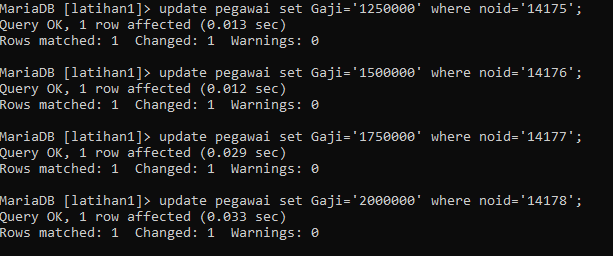 MariaDB [latihan1]> update pegawai set Gaji='1250000' where noid='14175';
Query OK, 1 row affected (0.013 sec)
Rows matched: 1  Changed: 1  Warnings: 0
MariaDB [latihan1]> update pegawai set Gaji='1500000' where noid='14176';
Query OK, 1 row affected (0.012 sec)
Rows matched: 1  Changed: 1  Warnings: 0
MariaDB [latihan1]> update pegawai set Gaji='1750000' where noid='14177';
Query OK, 1 row affected (0.029 sec)
Rows matched: 1  Changed: 1  Warnings: 0
MariaDB [latihan1]> update pegawai set Gaji='2000000' where noid='14178';
Query OK, 1 row affected (0.033 sec)
Rows matched: 1  Changed: 1  Warnings: 0